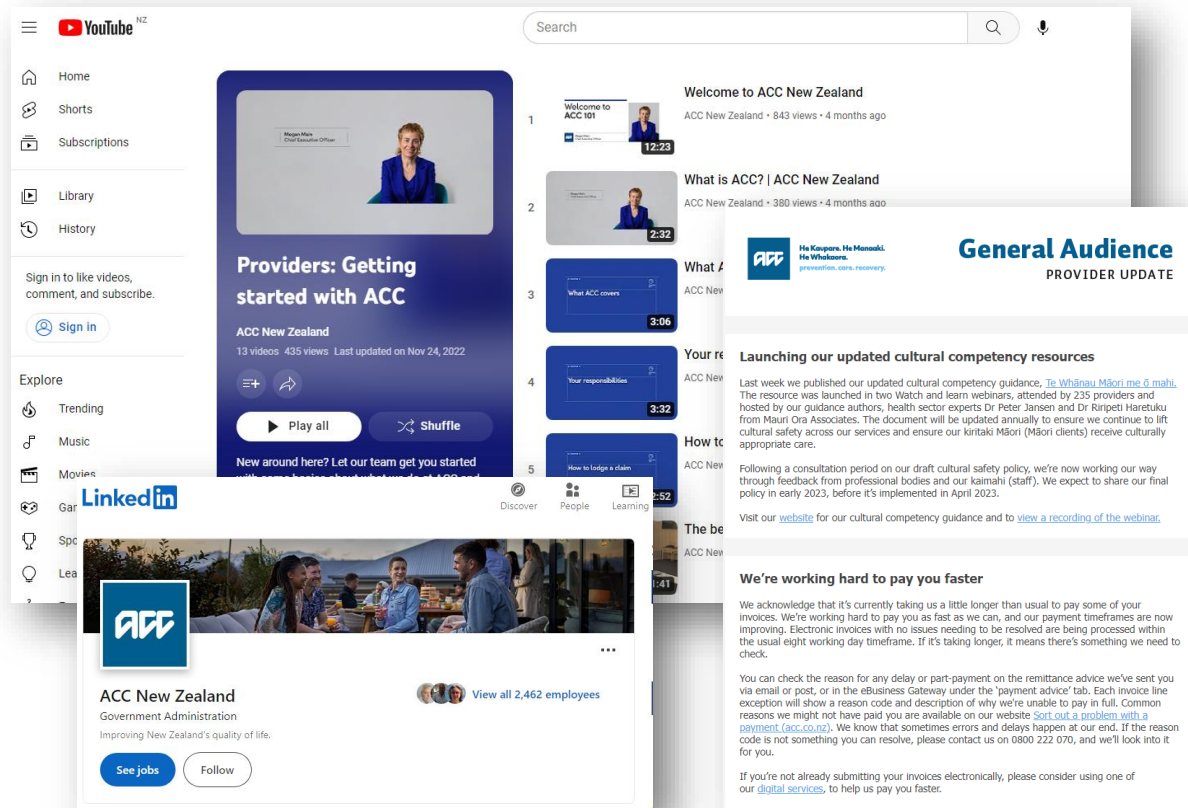 YouTube NZ
Search
Home
Shorts
Subscriptions
Library
History
Sign in to like videos,
comment, and subscribe.
Sign in
Explore
Trending
Music
Movies
Megan Main
Chief Executive Officer
Providers: Getting
started with ACC
ACC New Zealand
13 videos 435 views Last updated on Nov 24, 2022
Play all
Shuffle
New around here? Let our team get you started
1
Welcome to
ACC 101
12:23
Welcome to ACC New Zealand
ACC New Zealand • 843 views • 4 months ago
2
2:32
What is ACC? | ACC New Zealand
ACC New Zealand • 380 views • 4 months ago
3
What ACC covers
3:06
What
ACC New
4
Your responsibilities
3:32
Your
ACC New
5
How to lodge a claim
2:52
How to
ACC New
:41
The be
ACC New
LinkedIn
Discover
People
Learning
ACC
ACC New Zealand
Government Administration
Improving New Zealand's quality of life.
View all 2,462 employees
See jobs
Follow
ACC
He Kaupare. He Manaaki.
He Whakaora.
prevention. care. recovery.
General Audience
PROVIDER UPDATE
Launching our updated cultural competency resources
Last week we published our updated cultural competency guidance, Te Whānau Māori me ō mahi.
The resource was launched in two Watch and learn webinars, attended by 235 providers and
hosted by our guidance authors, health sector experts Dr Peter Jansen and Dr Riripeti Haretuku
from Mauri Ora Associates. The document will be updated annually to ensure we continue to lift
cultural safety across our services and ensure our kiritaki Māori (Māori clients) receive culturally
appropriate care.
Following a consultation period on our draft cultural safety policy, we're now working our way
through feedback from professional bodies and our kaimahi (staff). We expect to share our final
policy in early 2023, before it's implemented in April 2023.
Visit our website for our cultural competency guidance and to view a recording of the webinar.
We're working hard to pay you faster
We acknowledge that it's currently taking us a little longer than usual to pay some of your
invoices. We're working hard to pay you as fast as we can, and our payment timeframes are now
improving. Electronic invoices with no issues needing to be resolved are being processed within
the usual eight working day timeframe. If it's taking longer, it means there's something we need to
check.
You can check the reason for any delay or part-payment on the remittance advice we've sent you
via email or post, or in the eBusiness Gateway under the 'payment advice' tab. Each invoice line
exception will show a reason code and description of why we're unable to pay in full. Common
reasons we might not have paid you are available on our website Sort out a problem with a
payment (acc.co.nz). We know that sometimes errors and delays happen at our end. If the reason
code is not something you can resolve, please contact us on 0800 222 070, and we'll look into it
for you.
If you're not already submitting your invoices electronically, please consider using one of
our digital services, to help us pay you faster.